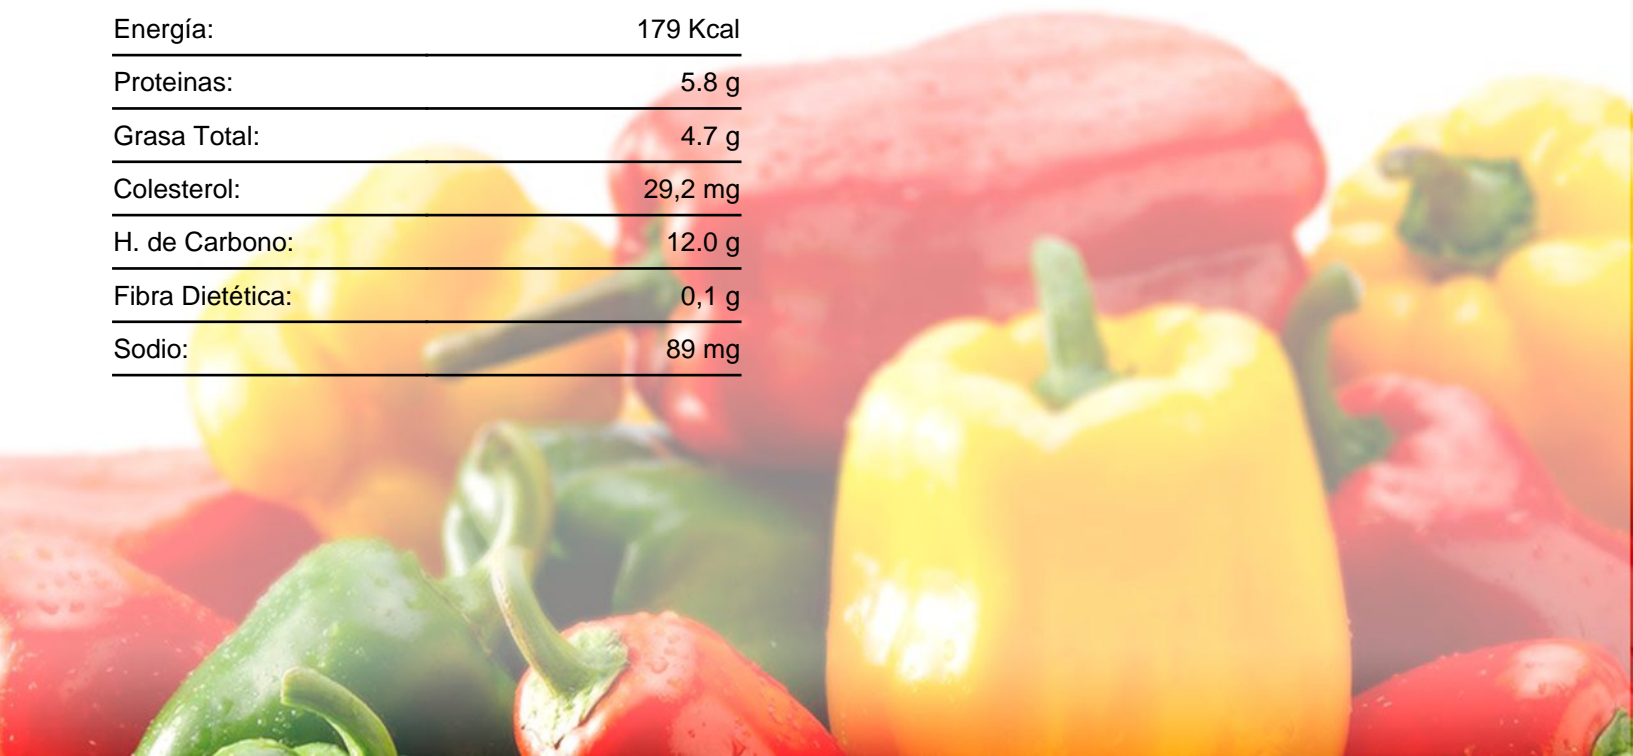 Energía: 179 Kcal
Proteinas: 5.8 g
Grasa Total: 4.7 g
Colesterol: 29,2 mg
H. de Carbono: 12.0 g
Fibra Dietética: 0,1 g
Sodio: 89 mg